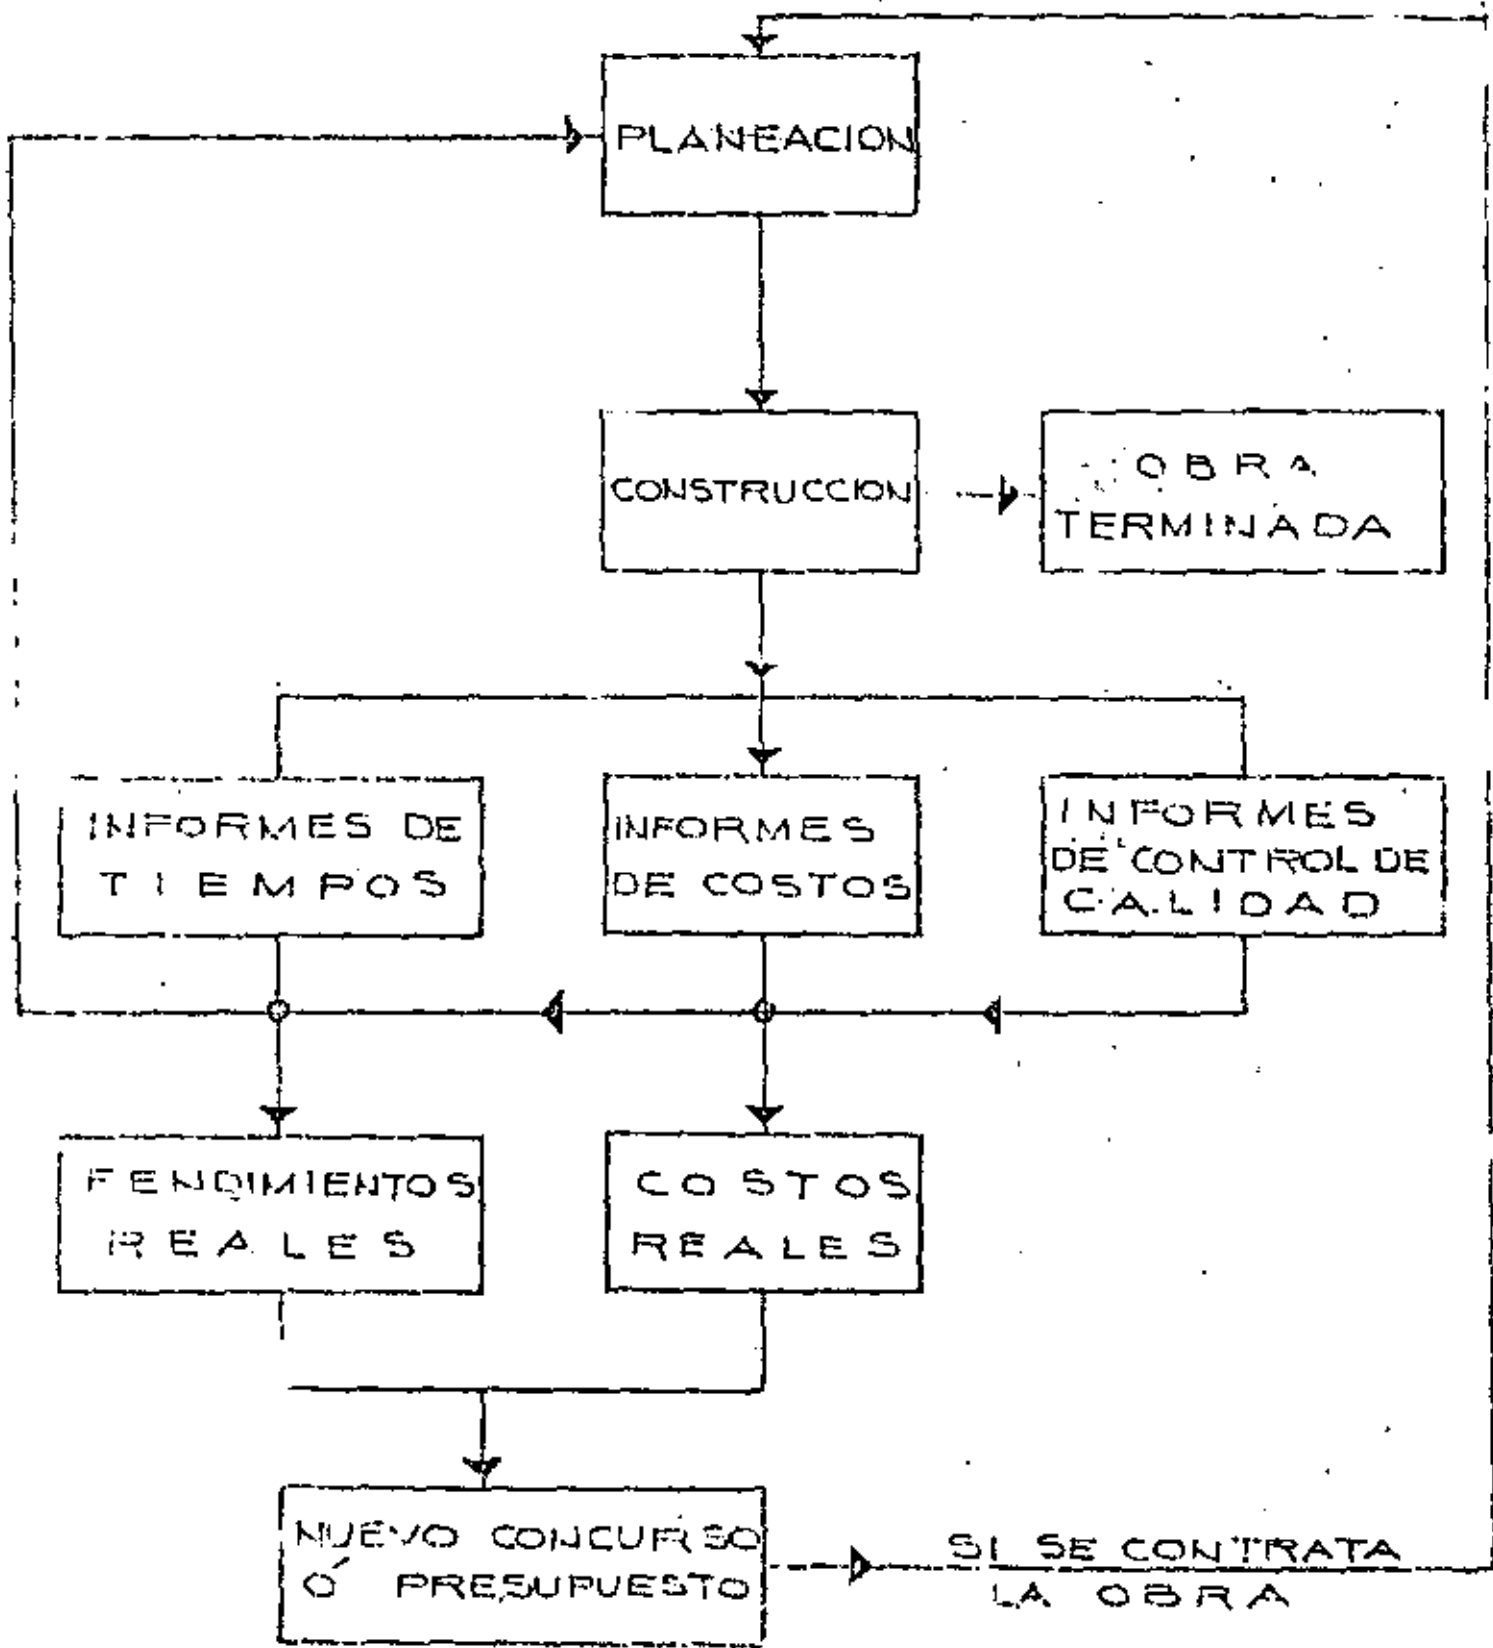 PLANEACION
CONSTRUCCION
OBRA
TERMINADA
INFORMES DE
TIEMPOS
INFORMES
DE COSTOS
INFORMES
DE CONTROL DE
CALIDAD
RENDIMIENTOS
REALES
COSTOS
REALES
NUEVO CONCURSO
Ó PRESUPUESTO
SI SE CONTRATA
LA OBRA